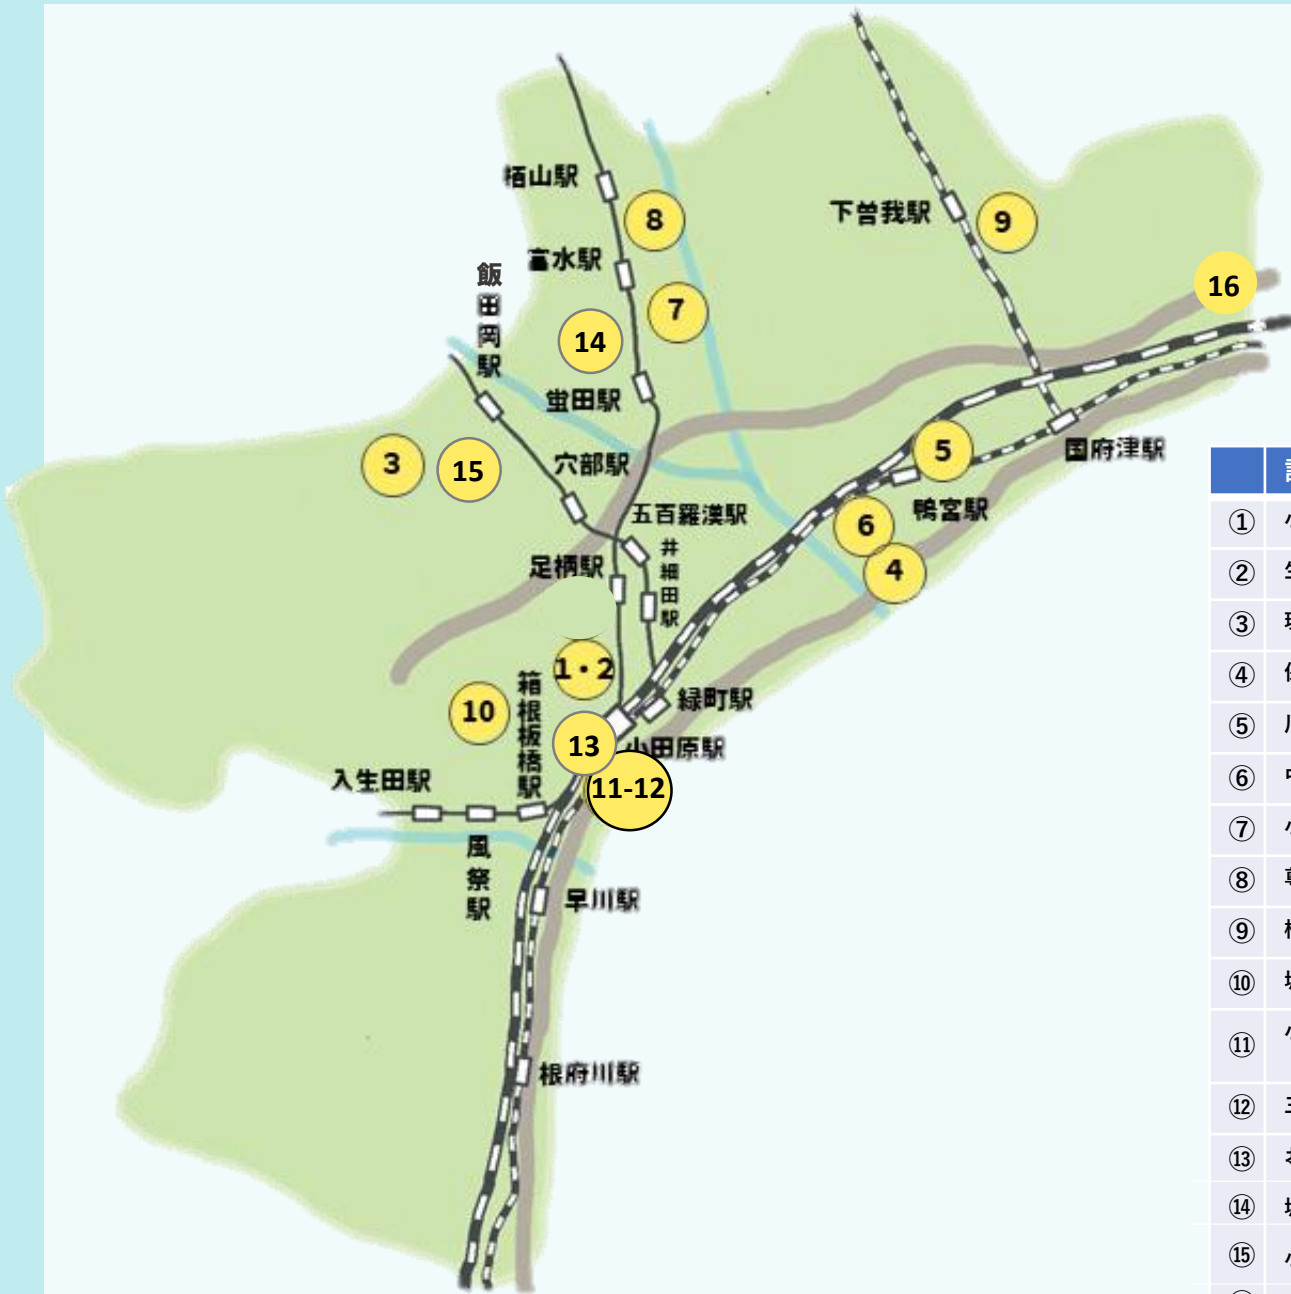 栢山駅
8
下曽我駅
9
富水駅
飯田岡駅
16
7
14
蛍田駅
5
国府津駅
3
15
穴部駅
鴨宮駅
五百羅漢駅
6
井細田駅
足柄駅
4
1・2
箱根板橋駅
緑町駅
10
13
小田原駅
11-12
入生田駅
風祭駅
早川駅
根府川駅
①
②
③
④
⑤
⑥
⑦
⑧
⑨
⑩
⑪
⑫
⑬
⑭
⑮